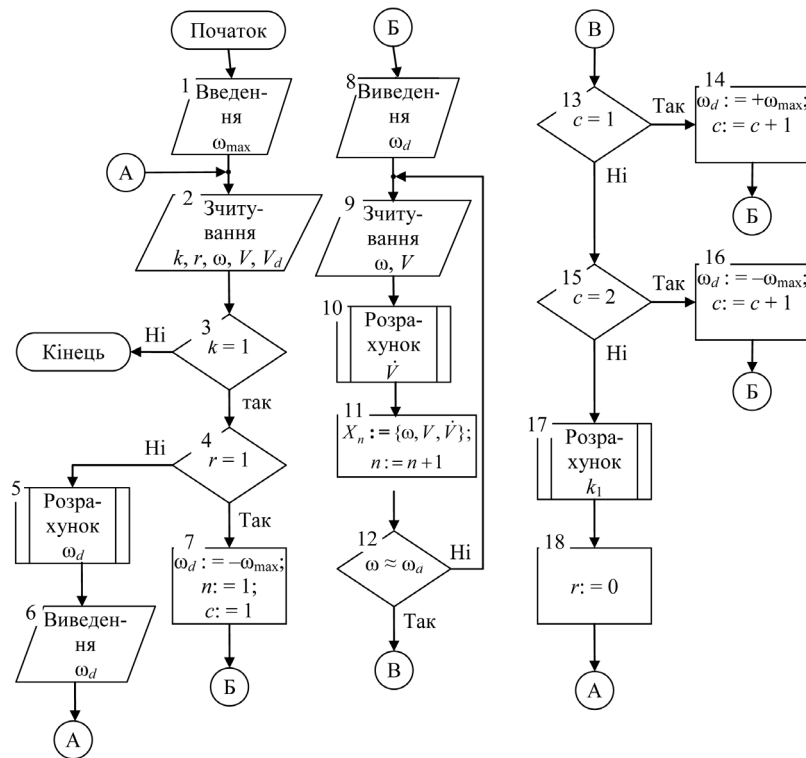 Початок
1
Введен-
ня
ωmax
А
2
Зчиту-
вання
k, r, ω, V, Vd
3
Ні
k = 1
Кінець
так
4
Ні
r = 1
5
Розра-
хунок
ωd
Так
7
ωd : = –ωmax;
n: = 1;
c: = 1
6
Виведен-
ня
ωd
Б
А
Б
8
Виведен-
ня
ωd
9
Зчиту-
вання
ω, V
10
Розра-
хунок
V̇
11
Xn := {ω, V, V̇};
n := n + 1
12
Ні
ω ≈ ωd
Так
В
В
13
c = 1
Так
14
ωd : = +ωmax;
c: = c + 1
Ні
Б
15
c = 2
Так
16
ωd : = –ωmax;
c: = c + 1
Ні
Б
17
Розра-
хунок
k1
18
r: = 0
А